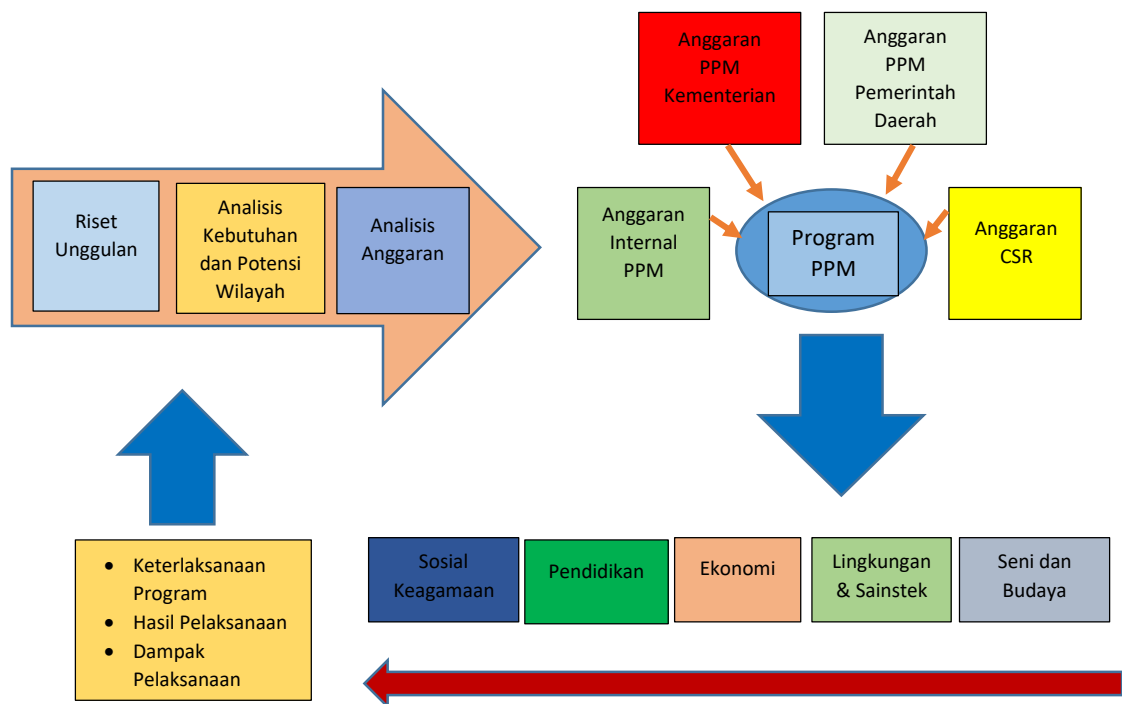 Anggaran
PPM
Kementerian
Anggaran
PPM
Pemerintah
Daerah
Riset
Unggulan
Analisis
Kebutuhan
dan Potensi
Wilayah
Analisis
Anggaran
Anggaran
Internal
PPM
Program
PPM
Anggaran
CSR
• Keterlaksanaan
Program
• Hasil Pelaksanaan
• Dampak
Pelaksanaan
Sosial
Keagamaan
Pendidikan
Ekonomi
Lingkungan
& Sainstek
Seni dan
Budaya